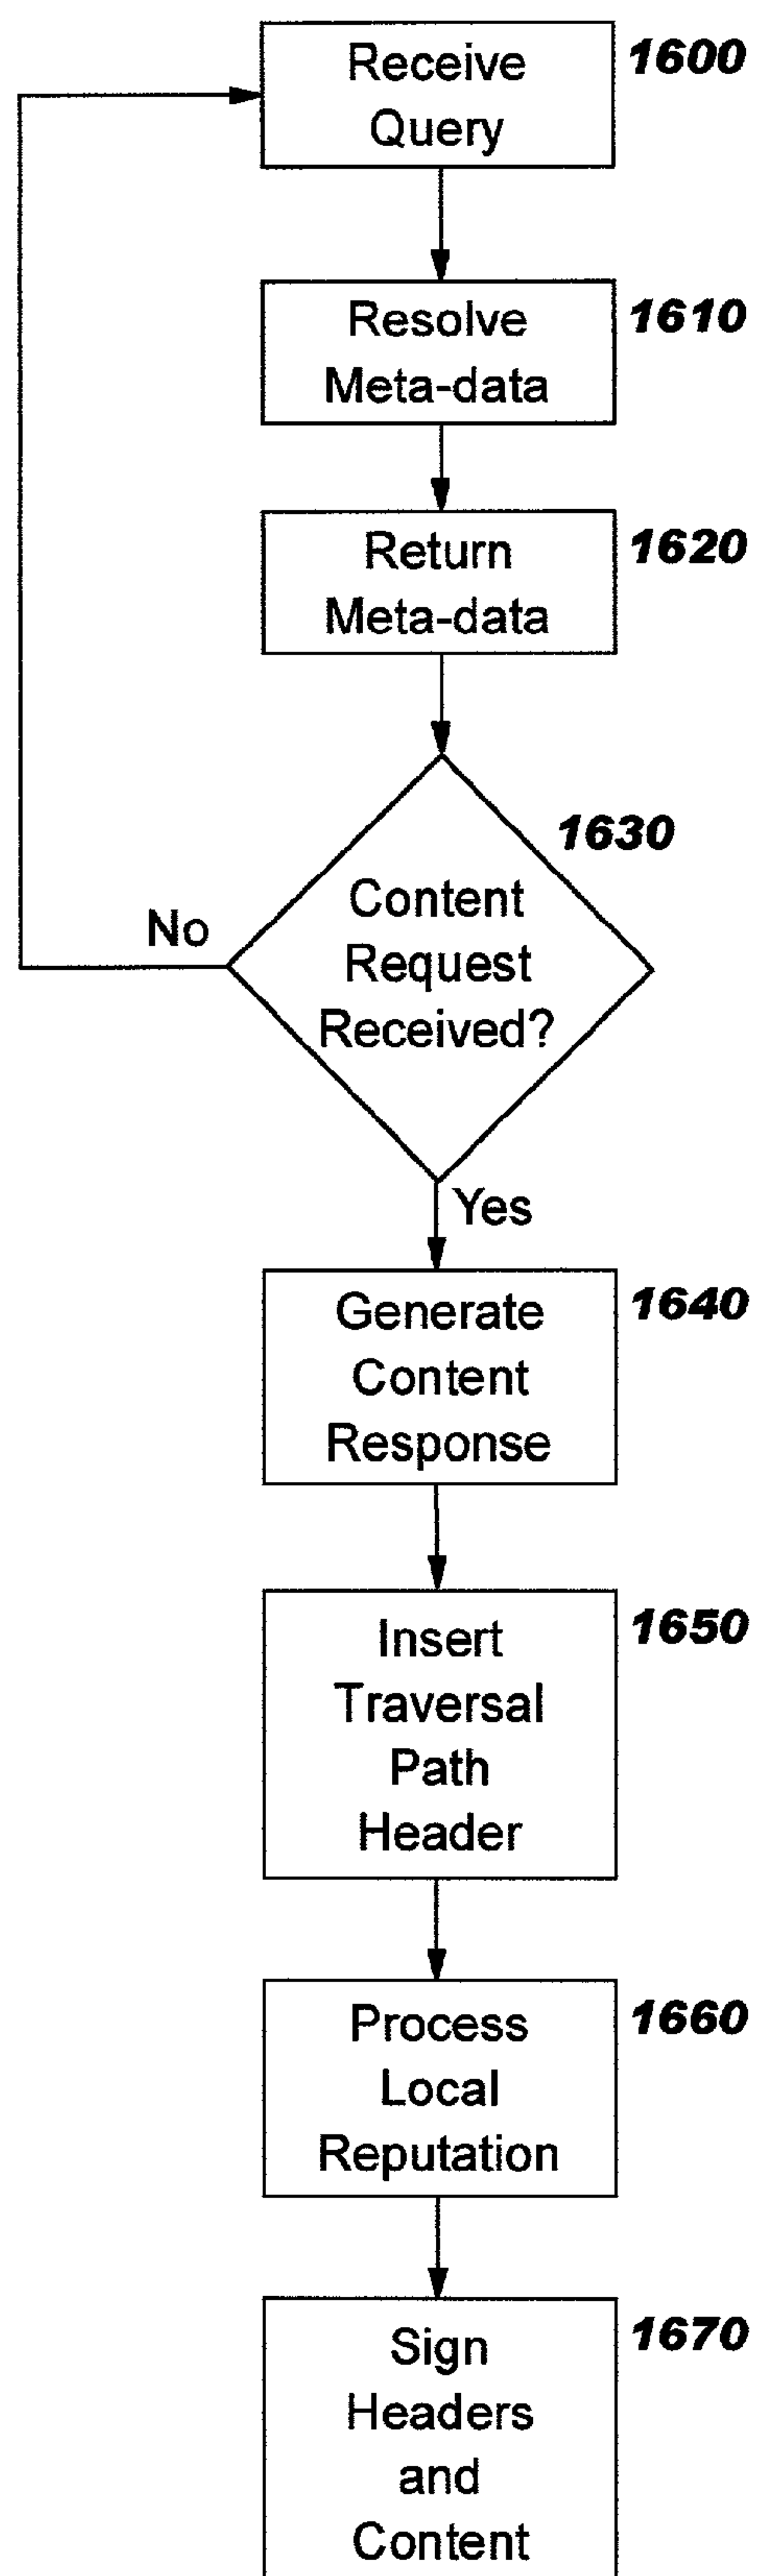 Receive
Query
1600
Resolve
Meta-data
1610
Return
Meta-data
1620
1630
Content
Request
Received?
No
Yes
Generate
Content
Response
1640
Insert
Traversal
Path
Header
1650
Process
Local
Reputation
1660
Sign
Headers
and
Content
1670